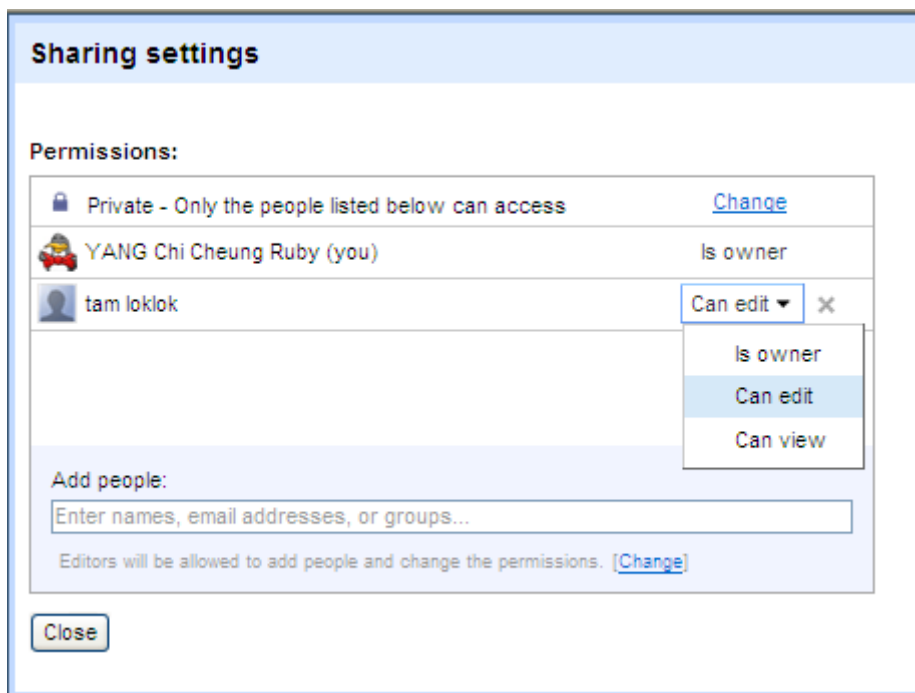 Sharing settings
Permissions:
Private - Only the people listed below can access Change
YANG Chi Cheung Ruby (you) Is owner
tam loklok Can edit
Is owner
Can edit
Can view
Add people:
Enter names, email addresses, or groups...
Editors will be allowed to add people and change the permissions. [Change]
Close